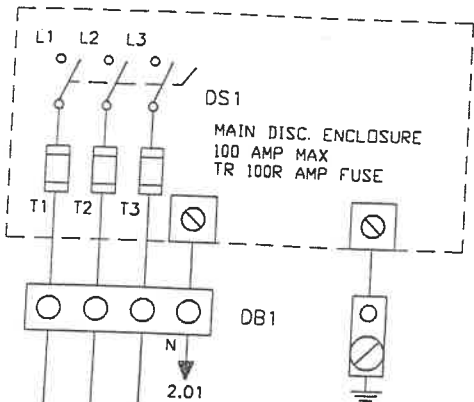 L1 L2 L3
DS1
MAIN DISC. ENCLOSURE
100 AMP MAX
TR 100R AMP FUSE
T1 T2 T3
DB1
N
2.01